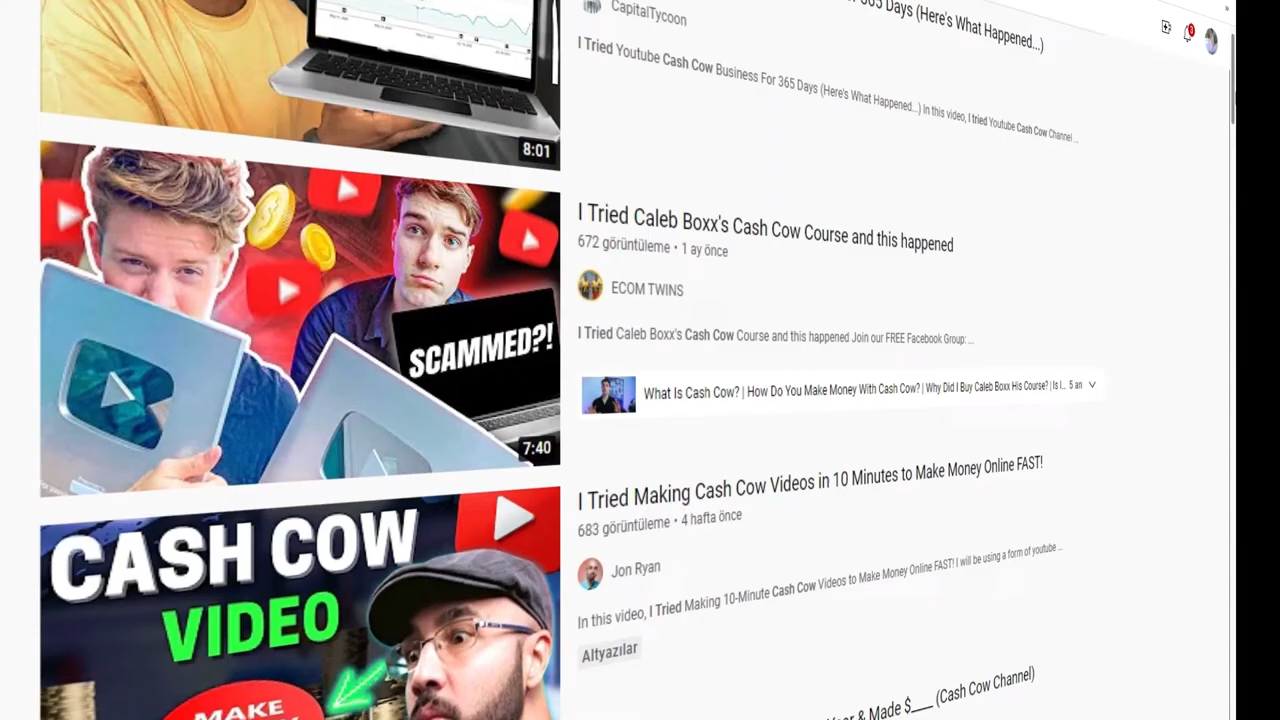 365 Days (Here's What Happened...)
CapitalTycoon
I Tried Youtube Cash Cow Business For 365 Days (Here's What Happened...) In this video, I tried Youtube Cash Cow Channel ...
8:01
I Tried Caleb Boxx's Cash Cow Course and this happened
672 görüntüleme • 1 ay önce
ECOM TWINS
I Tried Caleb Boxx's Cash Cow Course and this happened Join our FREE Facebook Group: ...
SCAMMED?!
7:40
What Is Cash Cow? | How Do You Make Money With Cash Cow? | Why Did I Buy Caleb Boxx His Course? | Is I... 5 an
I Tried Making Cash Cow Videos in 10 Minutes to Make Money Online FAST!
683 görüntüleme • 4 hafta önce
Jon Ryan
In this video, I Tried Making 10-Minute Cash Cow Videos to Make Money Online FAST! I will be using a form of youtube ...
Altyazılar
CASH COW
VIDEO
MAKE
& Made $___ (Cash Cow Channel)